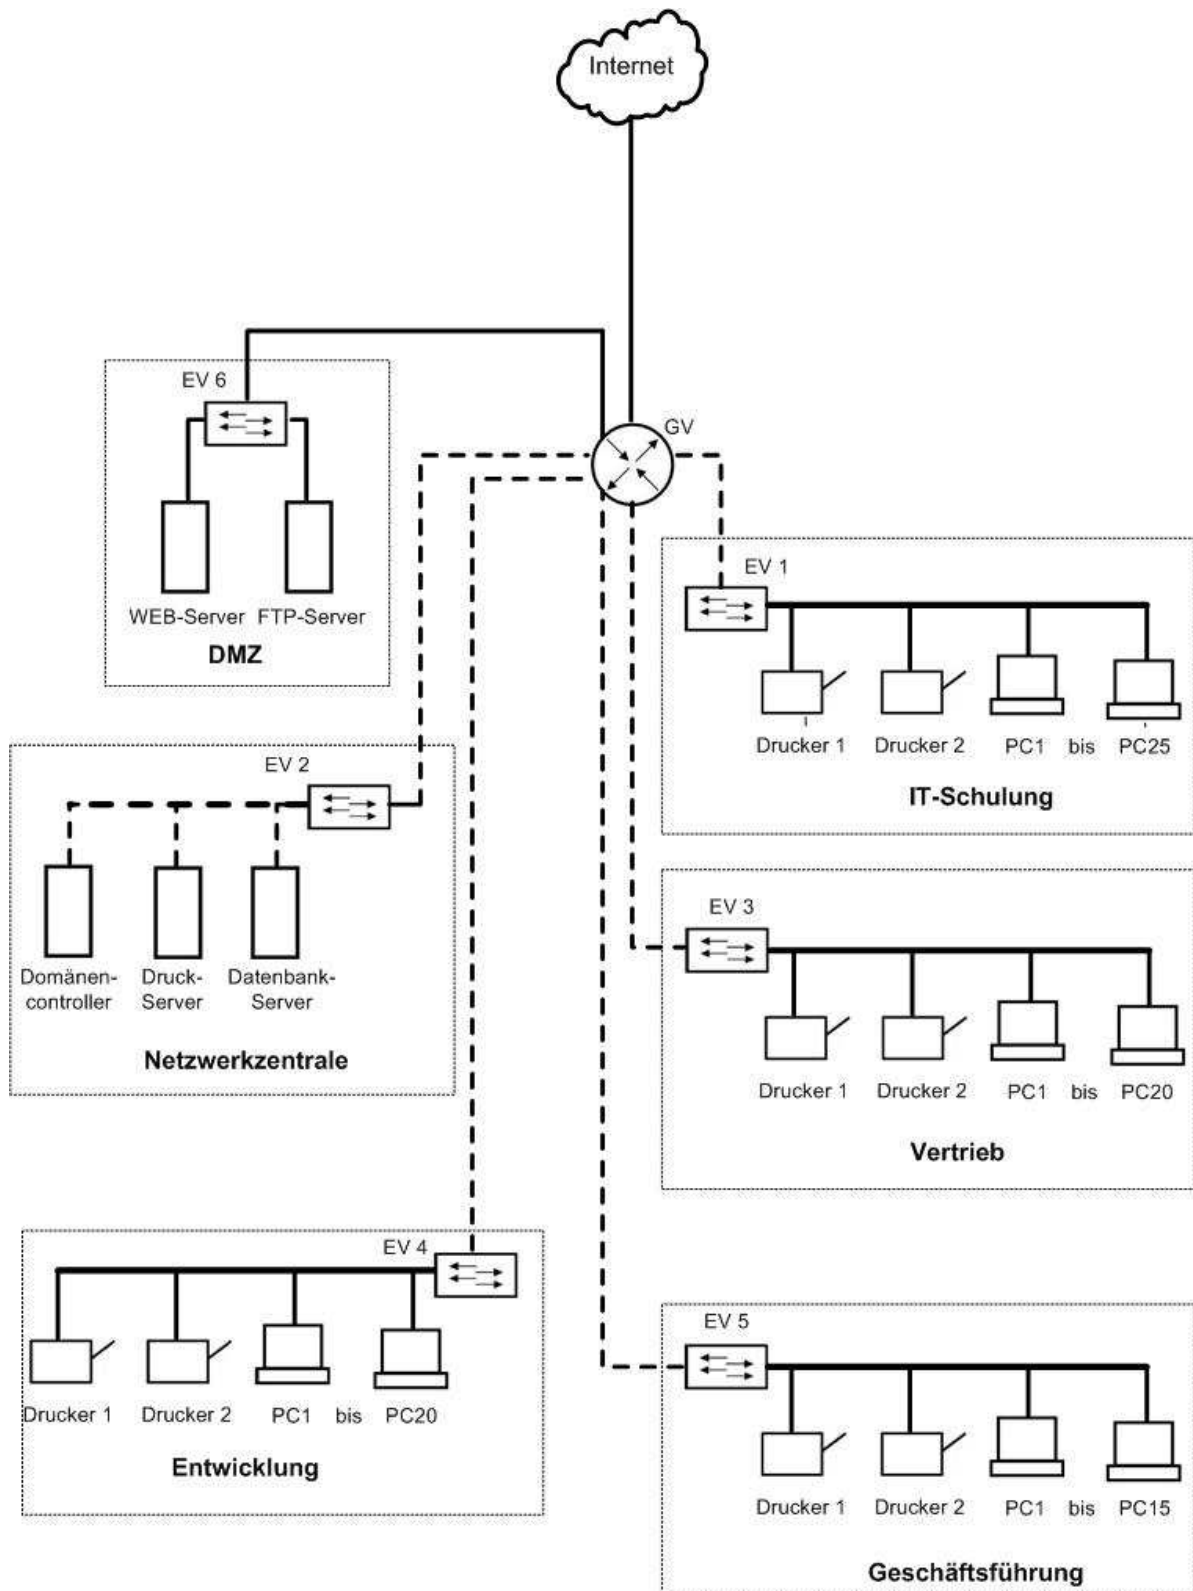 Internet
GV
EV 6
WEB-Server FTP-Server
DMZ
EV 1
Drucker 1 Drucker 2 PC1 bis PC25
IT-Schulung
EV 2
Domänen-
controller
Druck-
Server
Datenbank-
Server
Netzwerkzentrale
EV 3
Drucker 1 Drucker 2 PC1 bis PC20
Vertrieb
EV 4
Drucker 1 Drucker 2 PC1 bis PC20
Entwicklung
EV 5
Drucker 1 Drucker 2 PC1 bis PC15
Geschäftsführung